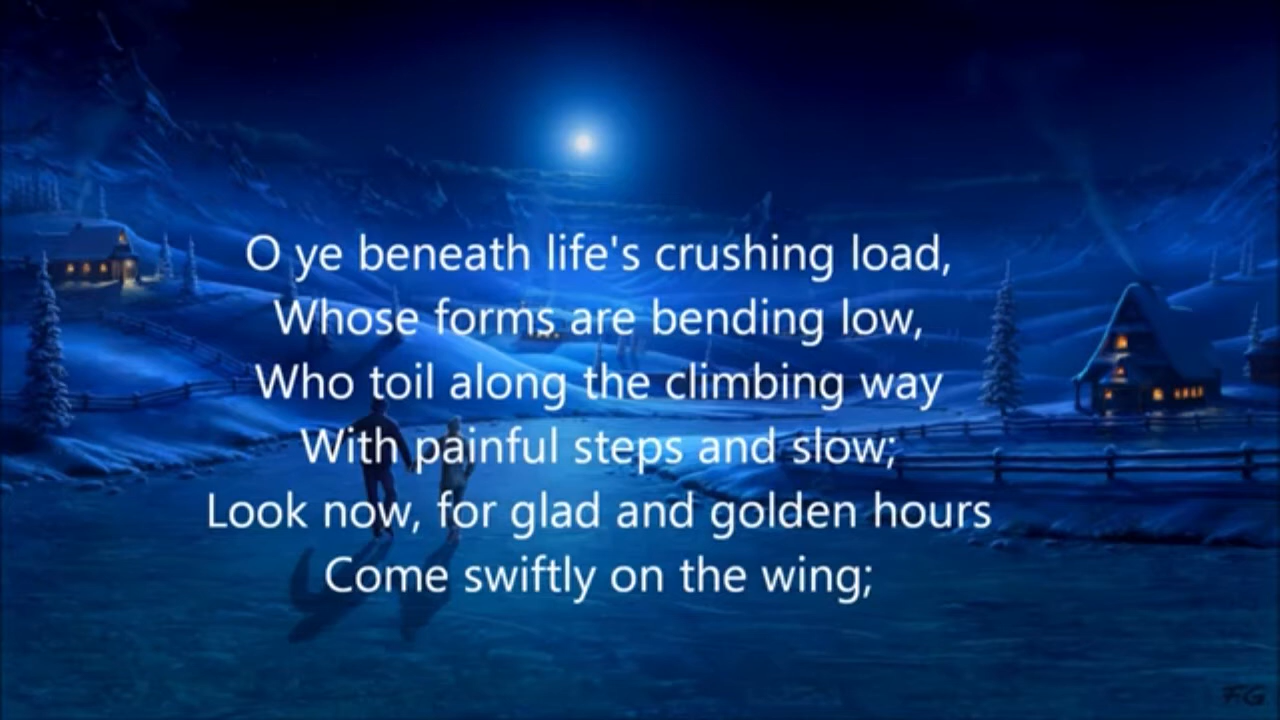 O ye beneath life's crushing load,
Whose forms are bending low,
Who toil along the climbing way
With painful steps and slow;
Look now, for glad and golden hours
Come swiftly on the wing;